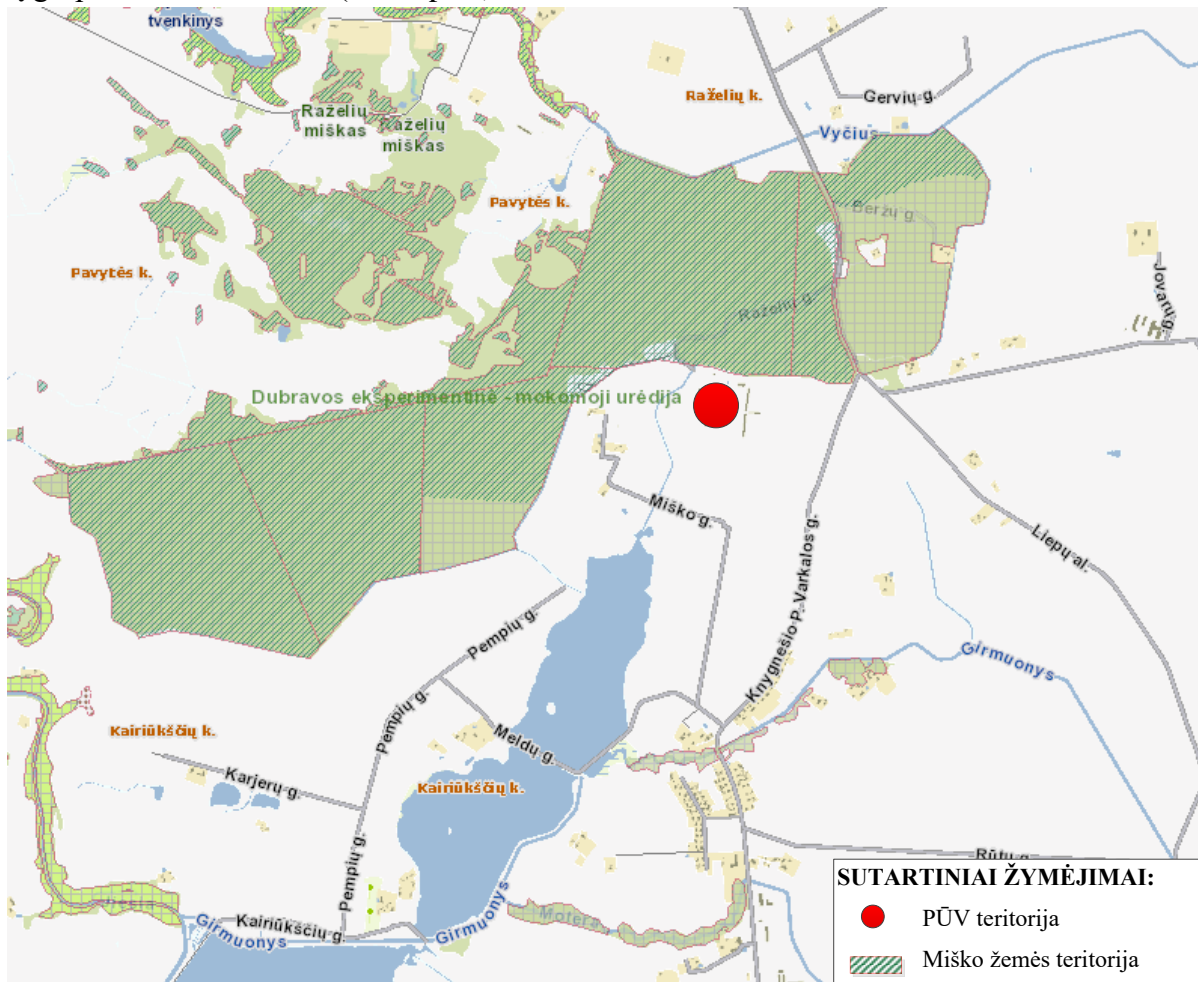 tvenkinys
Raželių k.
Gervių g.
Raželių
miškas
Raželių
miškas
Vyčius
Pavytės k.
Beržų g.
Pavytės k.
Jovarų g.
Raželių g.
Dubravos eksperimentinė - mokomoji urėdija
Miško g.
Liepų al.
Knygnešio P. Varkalos g.
Pempių g.
Girmuonys
Pempių g.
Kairiūkščių k.
Meldų g.
Karjerų g.
Kairiūkščių k.
Pempių g.
Rūtų g.
Kairiūkščių g.
Girmuonys
Girmuonys
SUTARTINIAI ŽYMĖJIMAI:
PŪV teritorija
Miško žemės teritorija